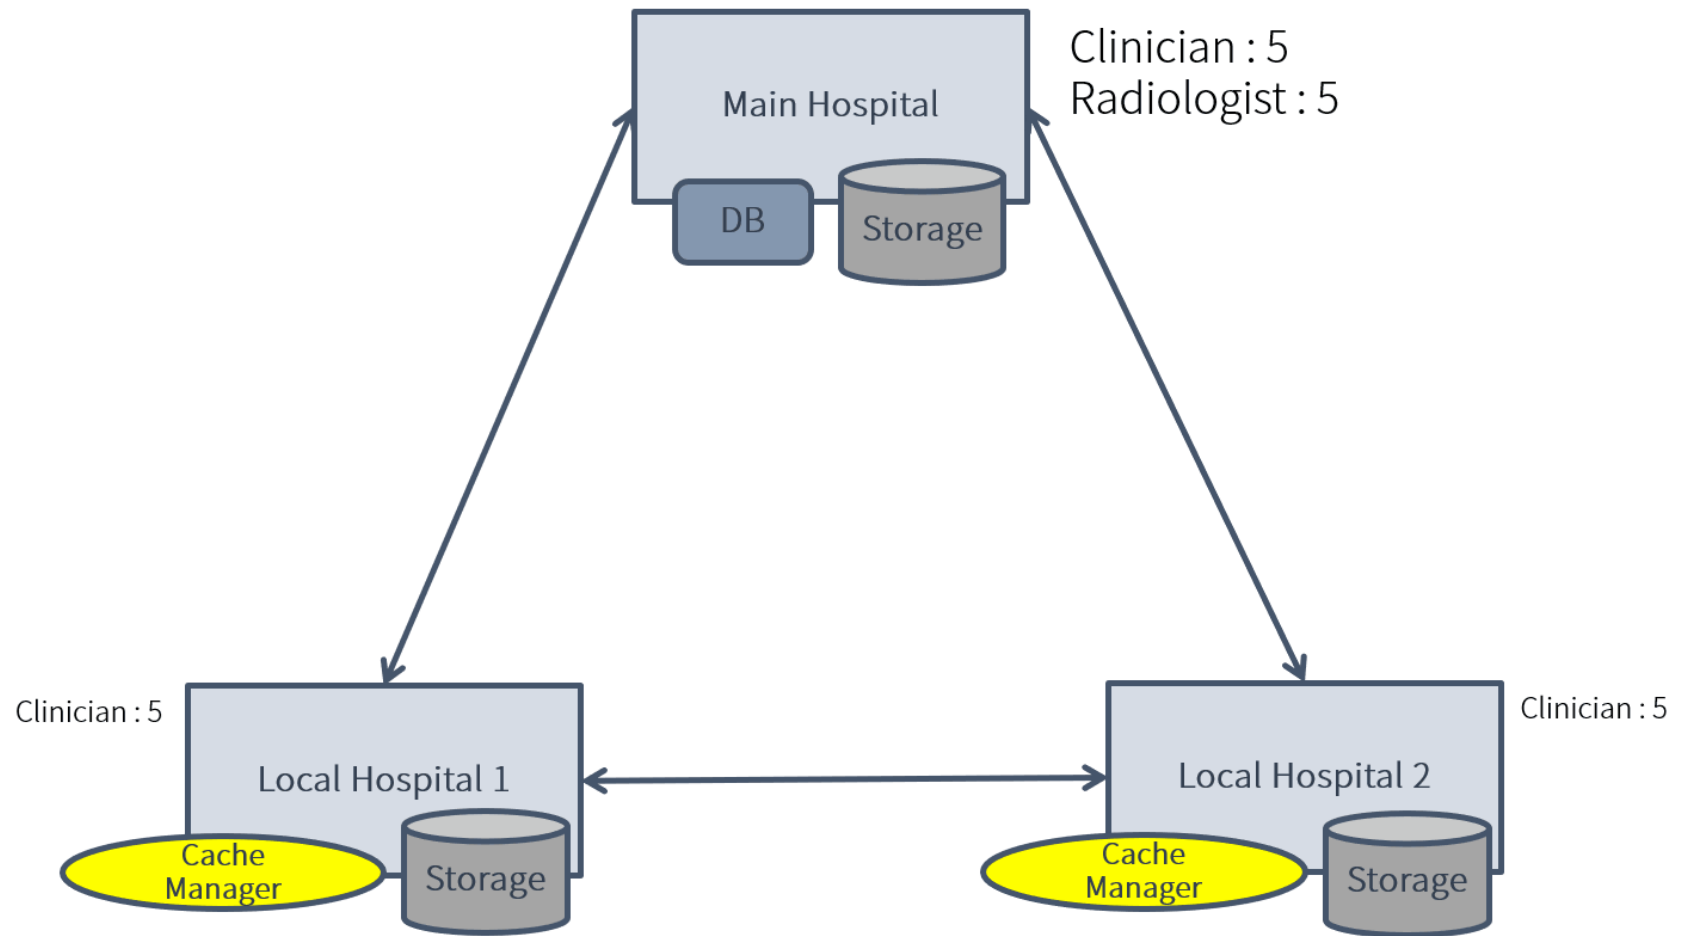 Clinician : 5
Radiologist : 5
Main Hospital
DB
Storage
Clinician : 5
Local Hospital 1
Cache
Manager
Storage
Clinician : 5
Local Hospital 2
Cache
Manager
Storage